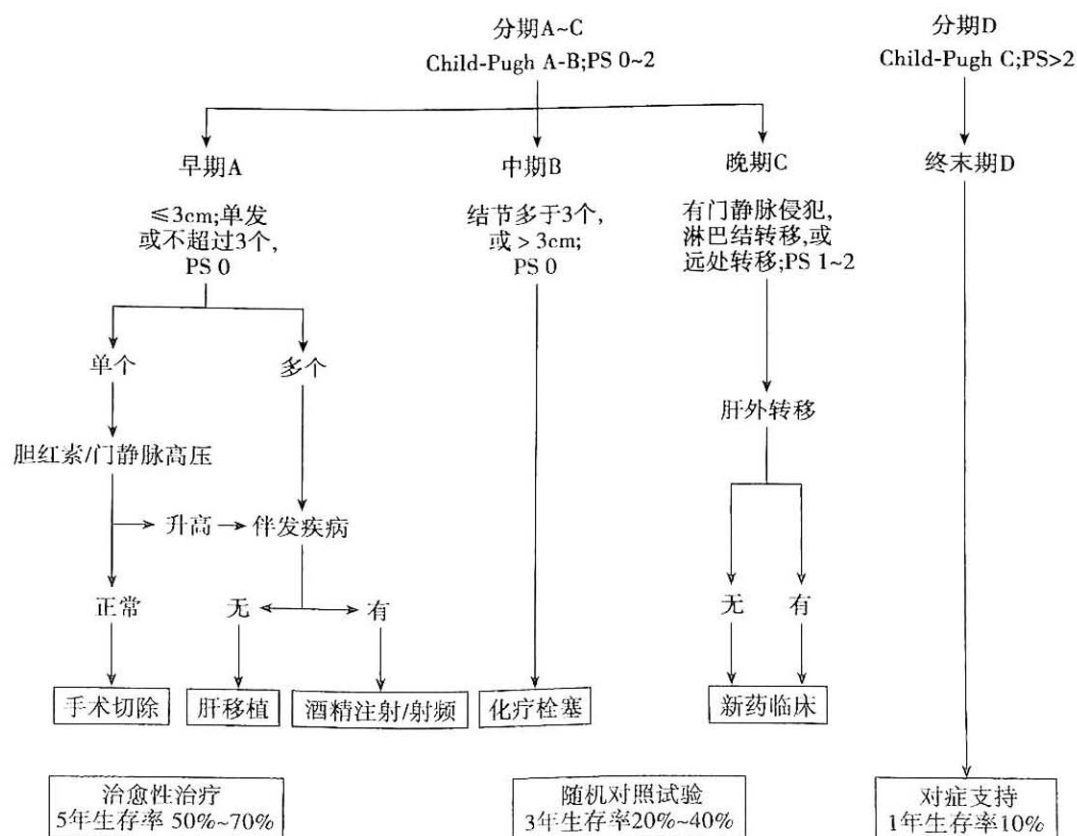 分期A~C
Child-Pugh A-B;PS 0~2
分期D
Child-Pugh C;PS>2
早期A
中期B
晚期C
终末期D
≤3cm;单发
或不超过3个,
PS 0
结节多于3个,
或 > 3cm;
PS 0
有门静脉侵犯,
淋巴结转移,或
远处转移;PS 1~2
单个
多个
肝外转移
胆红素/门静脉高压
升高
伴发疾病
正常
无
有
无
有
手术切除
肝移植
酒精注射/射频
化疗栓塞
新药临床
治愈性治疗
5年生存率 50%~70%
随机对照试验
3年生存率20%~40%
对症支持
1年生存率10%